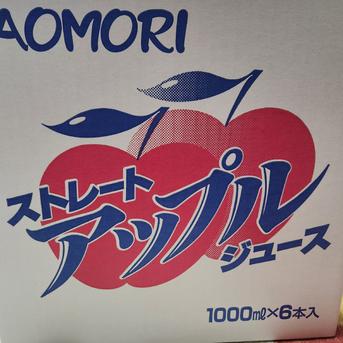 AOMORI
ストレート
アップル
ジュース
1000mℓ×6本入